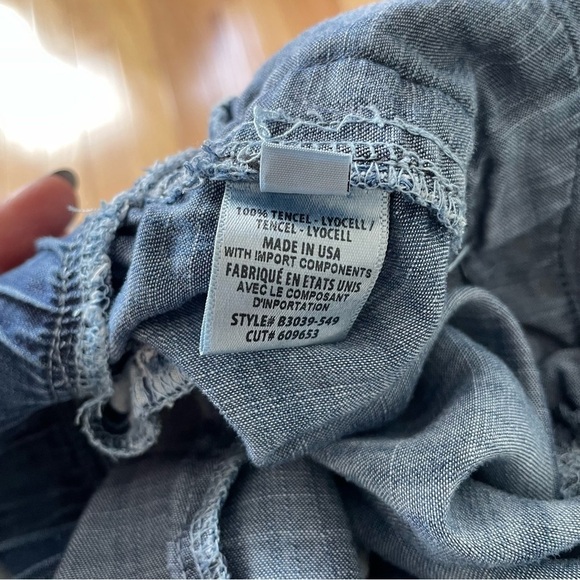 100% TENCEL - LYOCELL /
TENCEL - LYOCELL
MADE IN USA
WITH IMPORT COMPONENTS
FABRIQUÉ EN ETATS UNIS
AVEC LE COMPOSANT
D'INPORTATION
STYLE# B3039-549
CUT# 609653